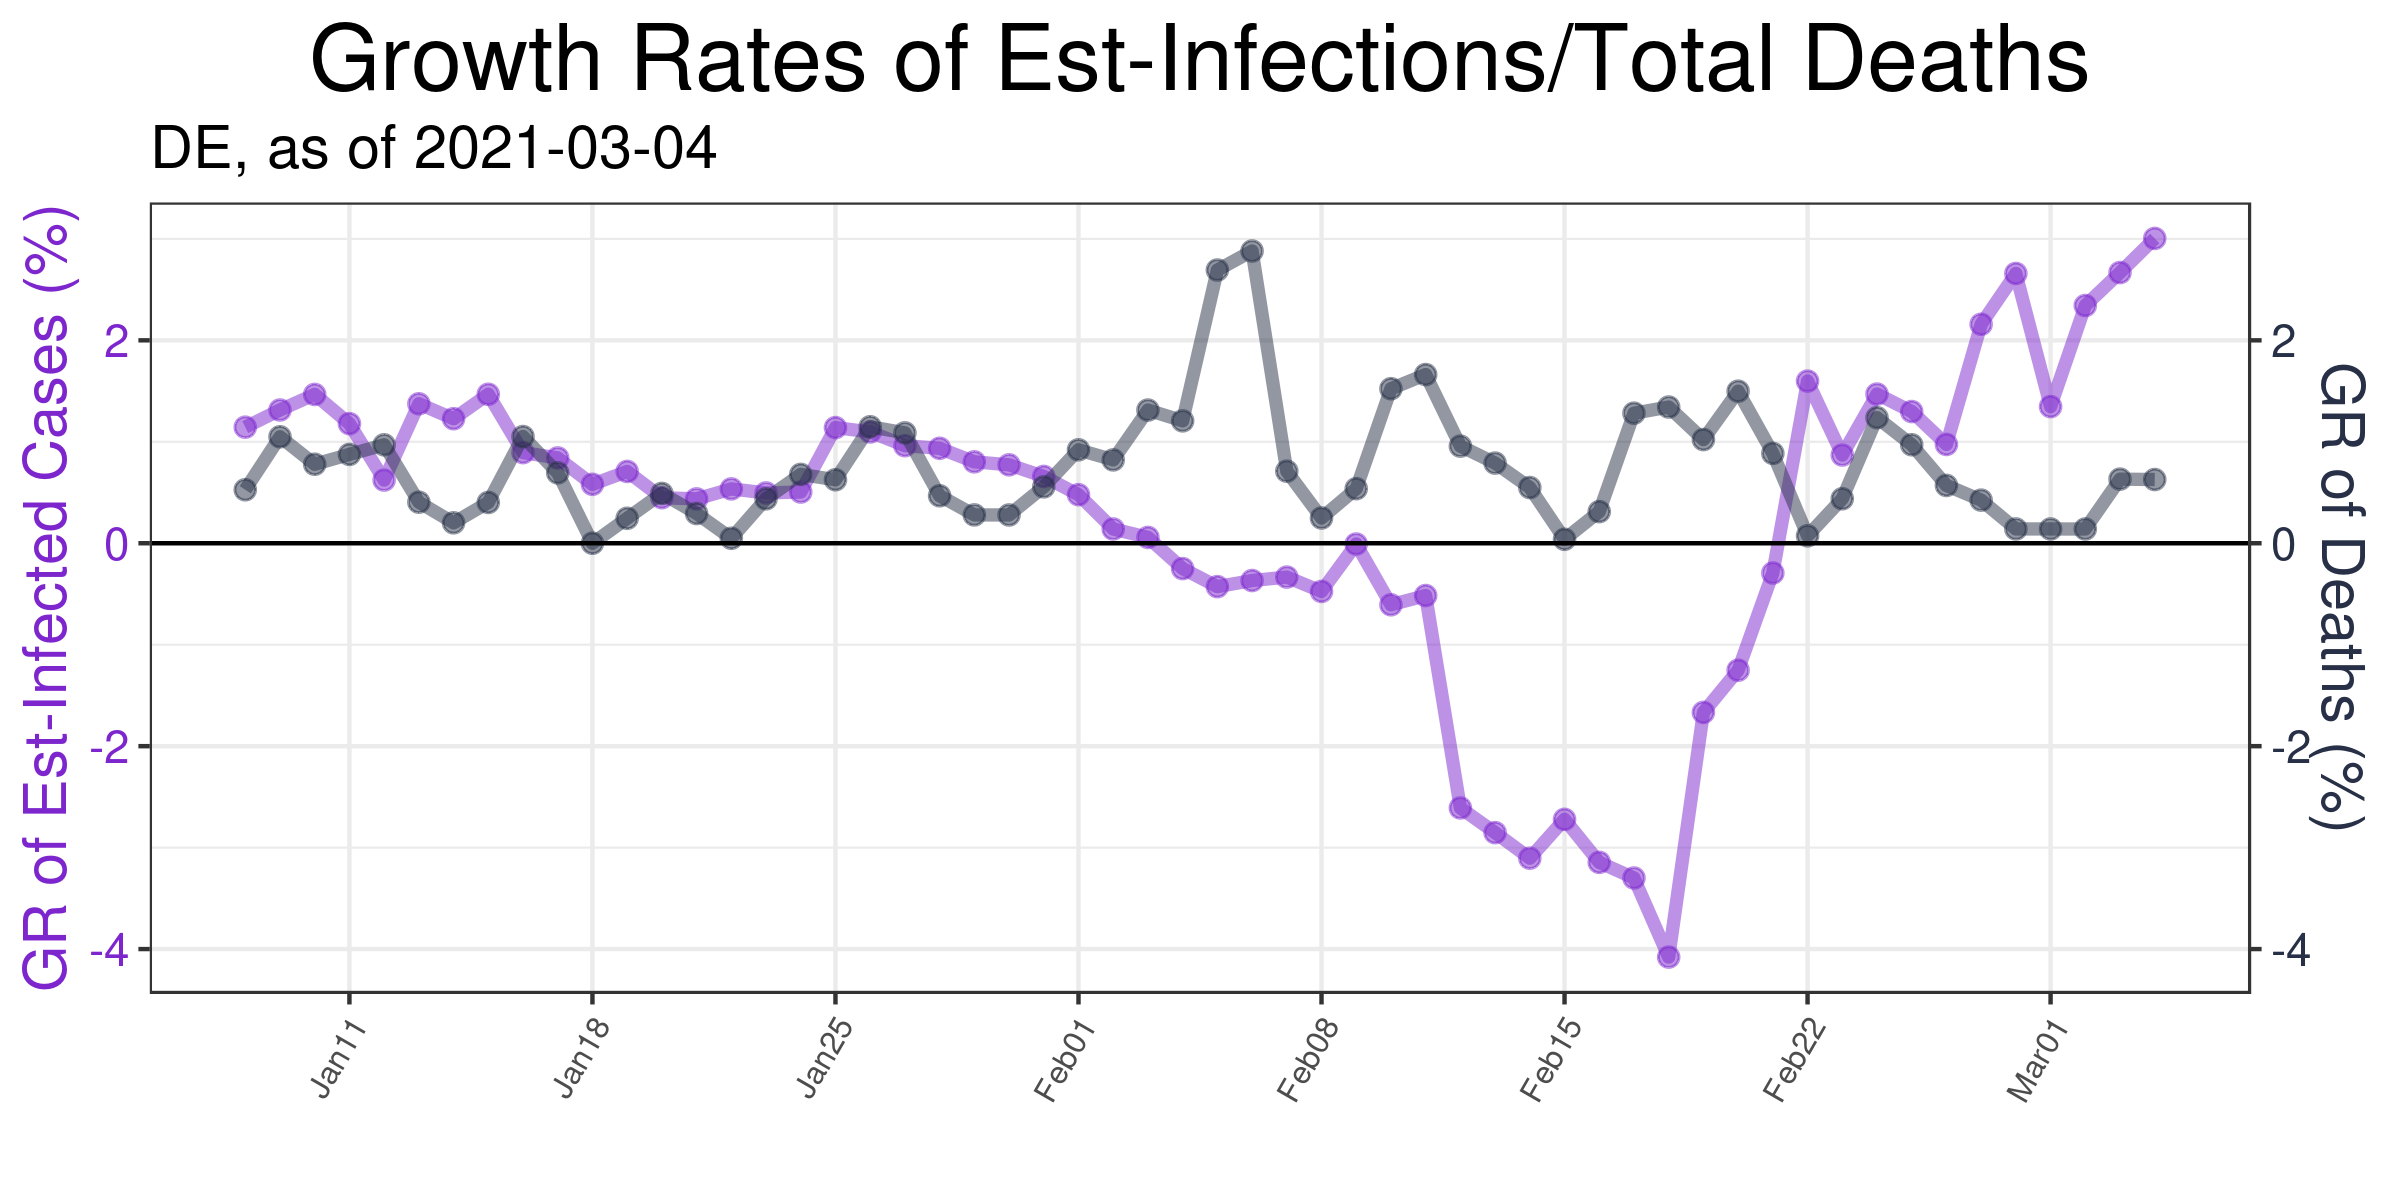 Growth Rates of Est-Infections/Total Deaths
DE, as of 2021-03-04
GR of Est-Infected Cases (%)
2
0
-2
-4
2
0
-2
-4
GR of Deaths (%)
Jan11
Jan18
Jan25
Feb01
Feb08
Feb15
Feb22
Mar01